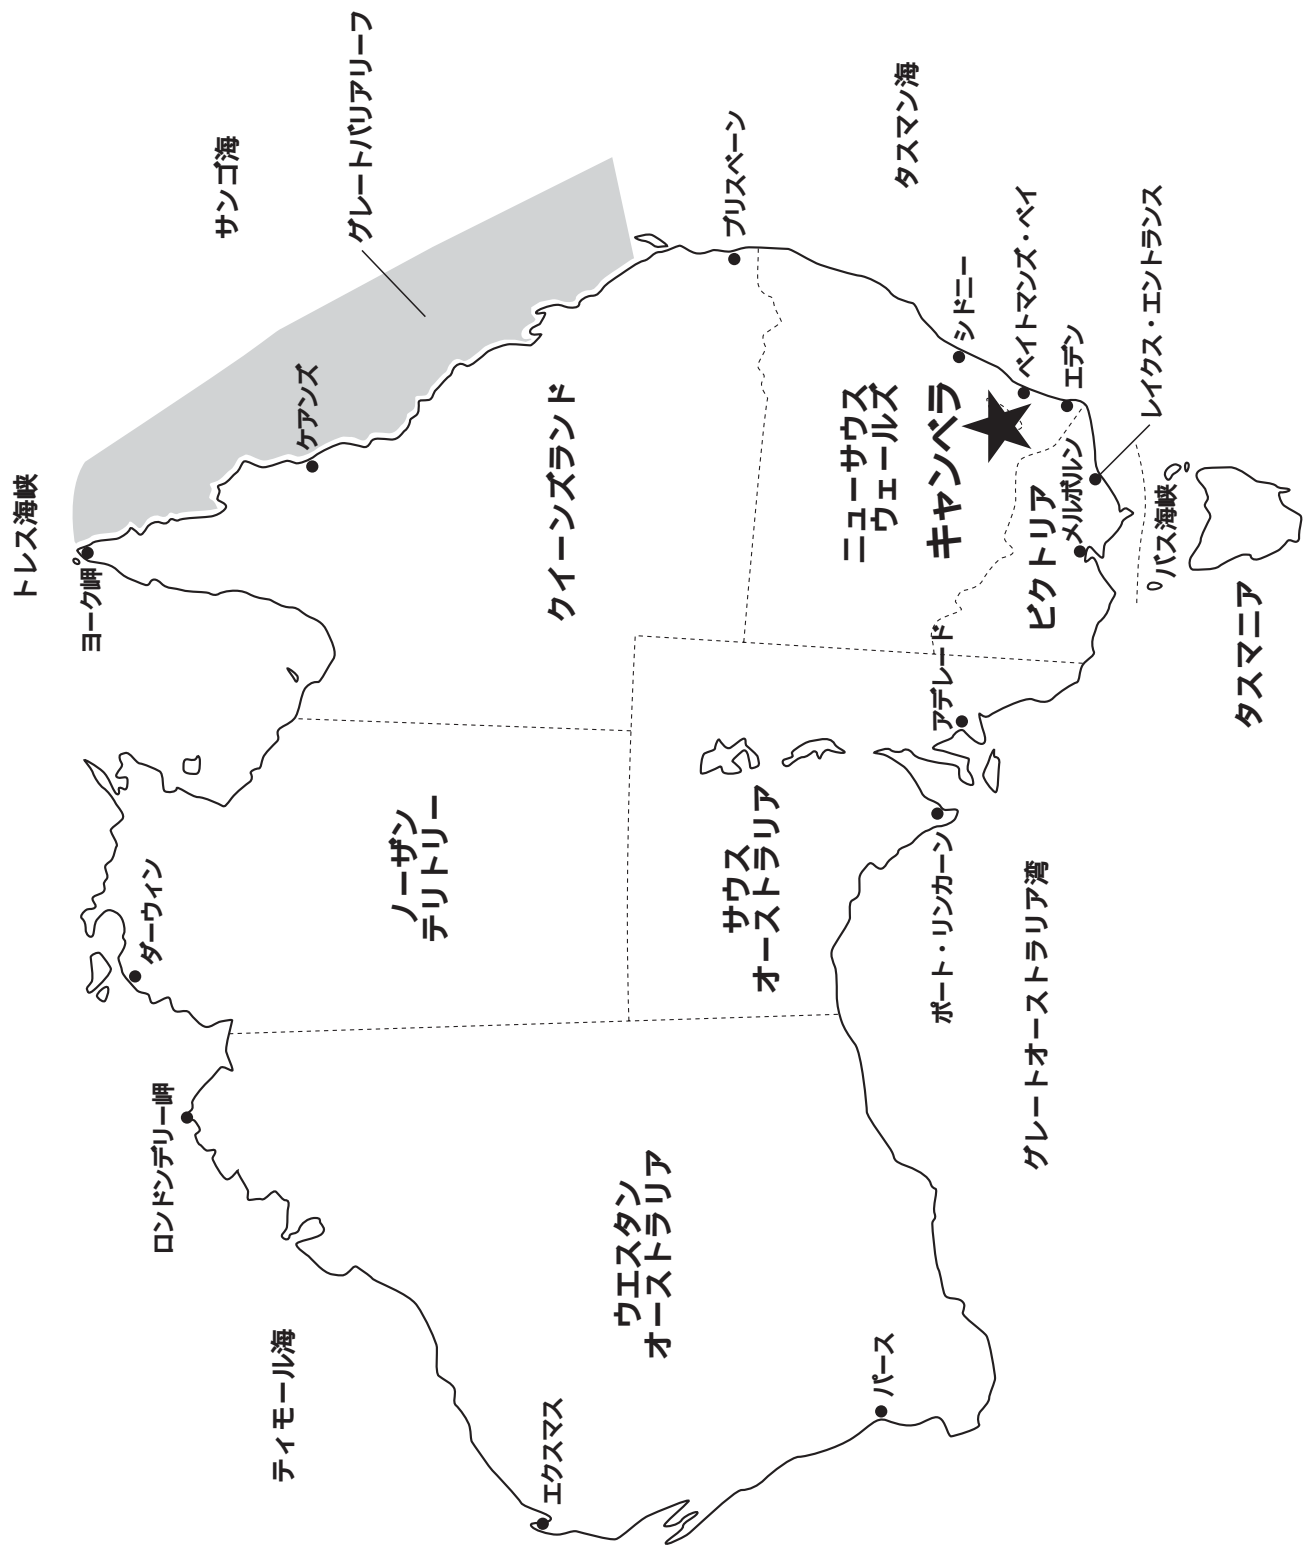 トレス海峡
サンゴ海
グレートバリアリーフ
ヨーク岬
ケアンズ
ダーウィン
ロンドンデリー岬
ティモール海
ノーザン
テリトリー
クイーンズランド
エクスマス
ウエスタン
オーストラリア
サウス
オーストラリア
ブリスベーン
タスマン海
ニューサウス
ウェールズ
シドニー
キャンベラ
ベイトマンズ・ベイ
エデン
レイクス・エントランス
メルボルン
ビクトリア
アデレード
ポート・リンカーン
パース
グレートオーストラリア湾
バス海峡
タスマニア